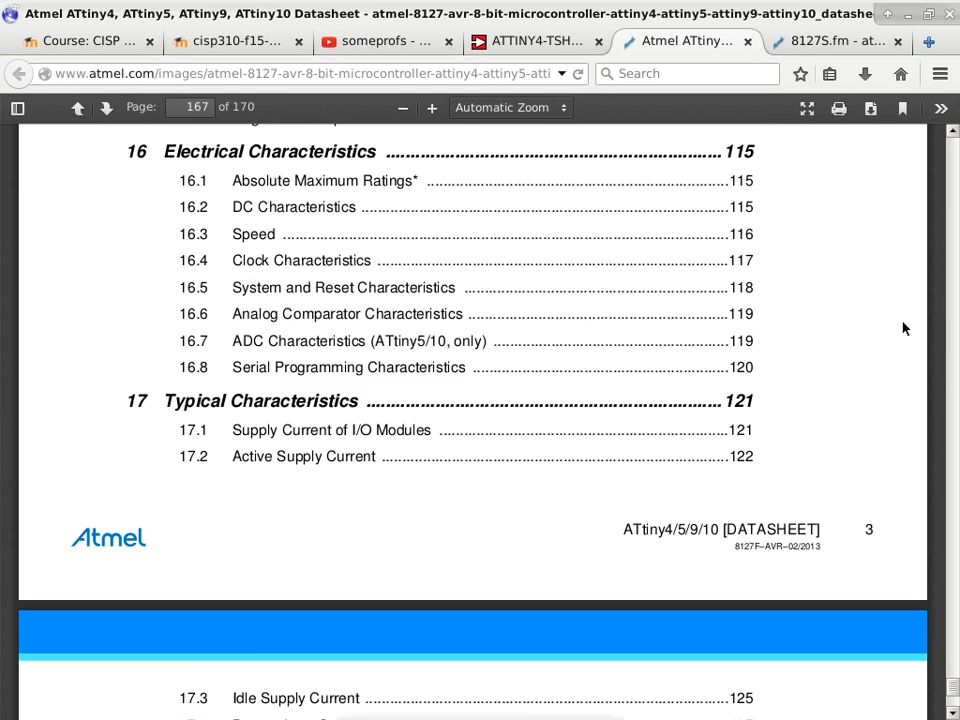 Atmel ATtiny4, ATtiny5, ATtiny9, ATtiny10 Datasheet - atmel-8127-avr-8-bit-microcontroller-attiny4-attiny5-attiny9-attiny10_datashe
Course: CISP ... cisp310-f15-... someprofs - ... ATTINY4-TSH... Atmel ATtiny... 8127S.fm - at...
www.atmel.com/images/atmel-8127-avr-8-bit-microcontroller-attiny4-attiny5-atti Search
Page: 167 of 170 Automatic Zoom
16 Electrical Characteristics ................................................................ 115
16.1 Absolute Maximum Ratings* ................................................................ 115
16.2 DC Characteristics ................................................................ 115
16.3 Speed ................................................................ 116
16.4 Clock Characteristics ................................................................ 117
16.5 System and Reset Characteristics ................................................................ 118
16.6 Analog Comparator Characteristics ................................................................ 119
16.7 ADC Characteristics (ATtiny5/10, only) ................................................................ 119
16.8 Serial Programming Characteristics ................................................................ 120
17 Typical Characteristics ................................................................ 121
17.1 Supply Current of I/O Modules ................................................................ 121
17.2 Active Supply Current ................................................................ 122
Atmel
ATtiny4/5/9/10 [DATASHEET] 3
8127F–AVR–02/2013
17.3 Idle Supply Current ................................................................ 125